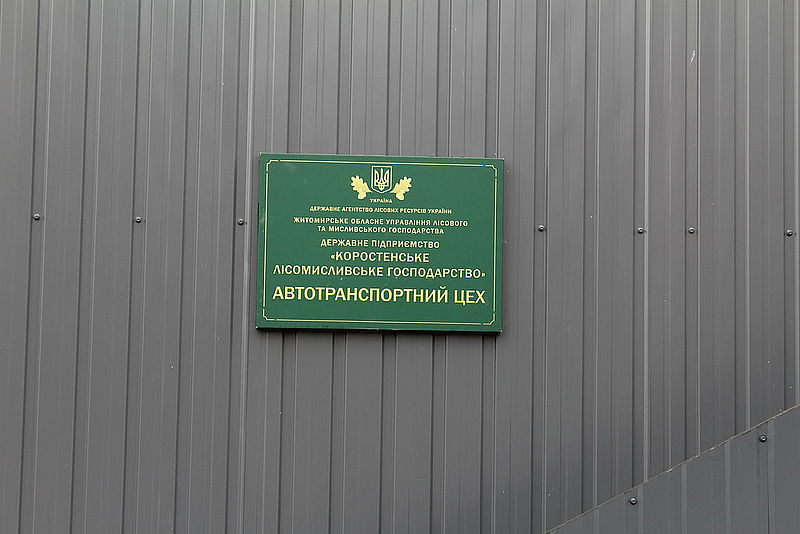 УКРАЇНА
ДЕРЖАВНЕ АГЕНТСТВО ЛІСОВИХ РЕСУРСІВ УКРАЇНИ
ЖИТОМИРСЬКЕ ОБЛАСНЕ УПРАВЛІННЯ ЛІСОВОГО
ТА МИСЛИВСЬКОГО ГОСПОДАРСТВА
ДЕРЖАВНЕ ПІДПРИЄМСТВО
«КОРОСТЕНСЬКЕ
ЛІСОМИСЛИВСЬКЕ ГОСПОДАРСТВО»
АВТОТРАНСПОРТНИЙ ЦЕХ